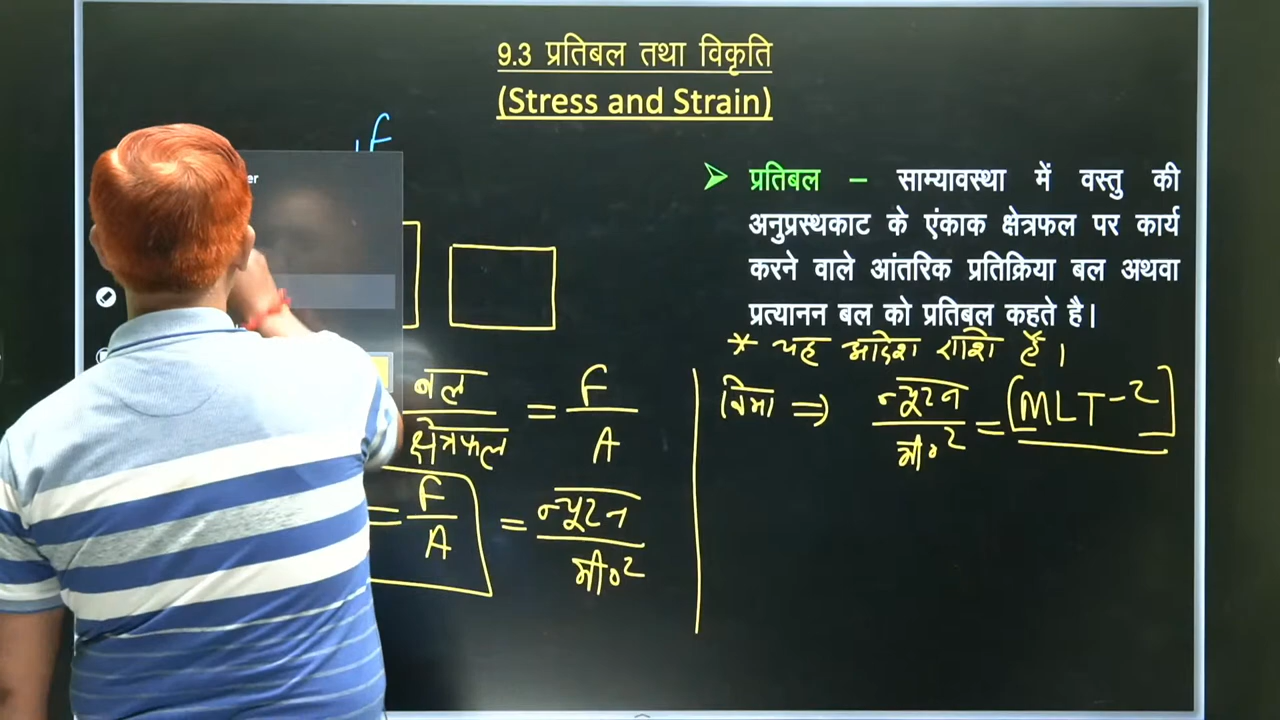 9.3 प्रतिबल तथा विकृति
(Stress and Strain)
F
➤ प्रतिबल – साम्यावस्था में वस्तु की
अनुप्रस्थकाट के एंकाक क्षेत्रफल पर कार्य
करने वाले आंतरिक प्रतिक्रिया बल अथवा
प्रत्यानन बल को प्रतिबल कहते है।
* यह आदिश राशि है।
बल / क्षेत्रफल = F / A
= F / A = न्यूटन / मी०²
विमा ⇒ न्यूटन / मी०² = [MLT⁻²]